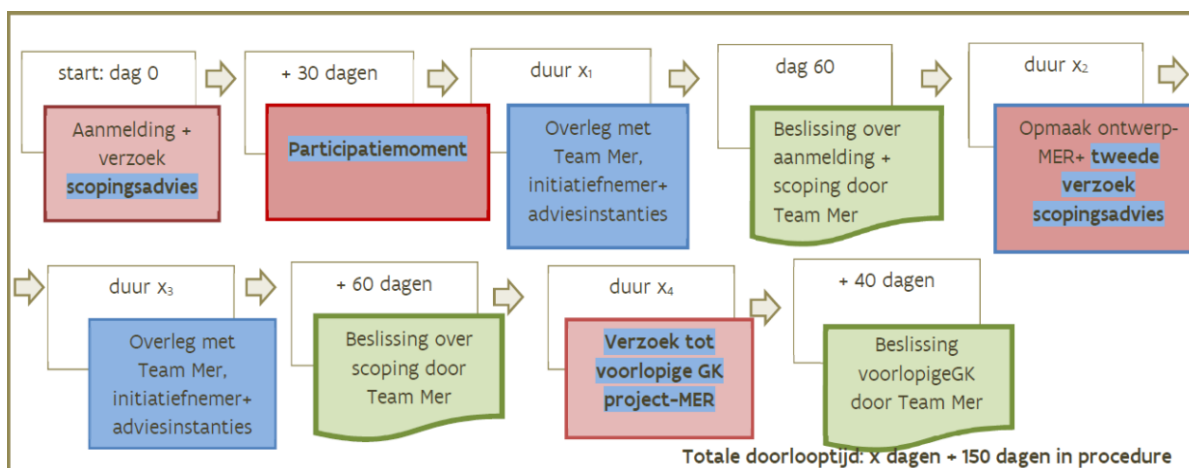 start: dag 0
Aanmelding +
verzoek
scopingsadvies
+ 30 dagen
Participatiemoment
duur x₁
Overleg met
Team Mer,
initiatiefnemer+
adviesinstanties
dag 60
Beslissing over
aanmelding +
scoping door
Team Mer
duur x₂
Opmaak ontwerp-
MER+ tweede
verzoek
scopingsadvies
duur x₃
Overleg met
Team Mer,
initiatiefnemer+
adviesinstanties
+ 60 dagen
Beslissing over
scoping door
Team Mer
duur x₄
Verzoek tot
voorlopige GK
project-MER
+ 40 dagen
Beslissing
voorlopigeGK
door Team Mer
Totale doorlooptijd: x dagen + 150 dagen in procedure